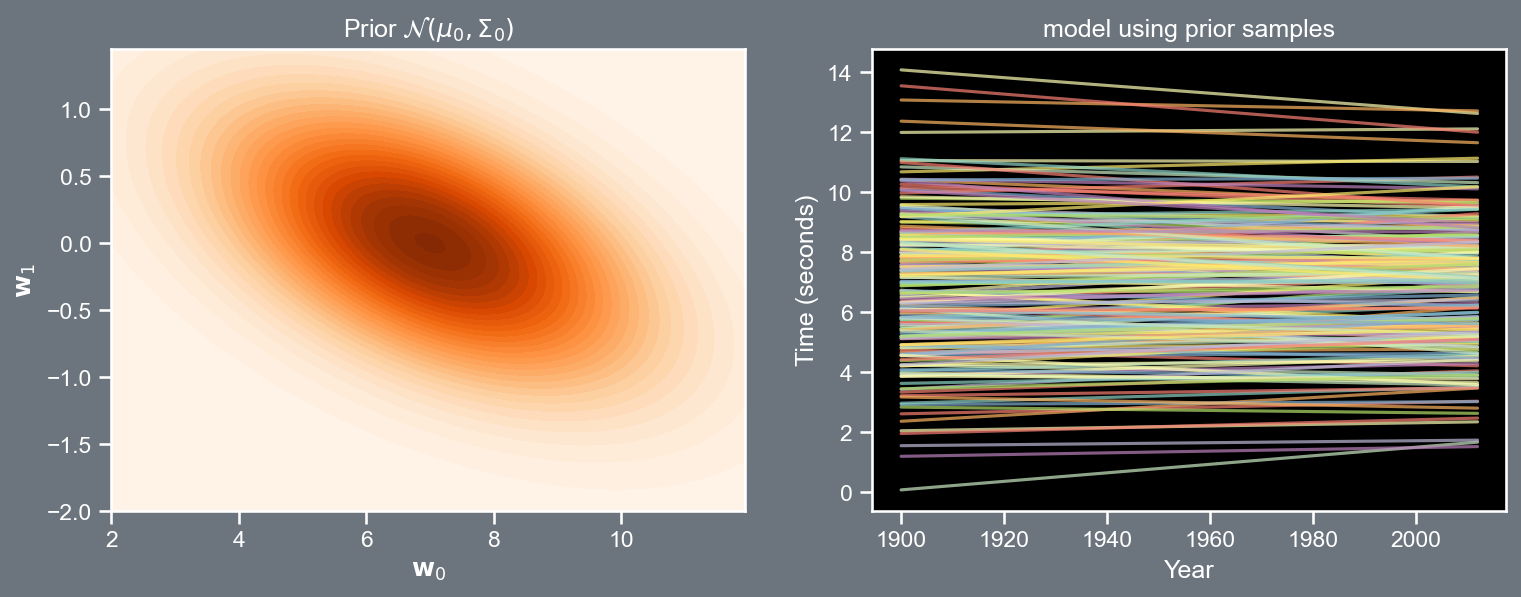 Prior 𝒩(μ₀, Σ₀)
1.0
0.5
0.0
−0.5
−1.0
−1.5
−2.0
w₁
2 4 6 8 10
w₀
model using prior samples
14
12
10
8
6
4
2
0
Time (seconds)
1900 1920 1940 1960 1980 2000
Year